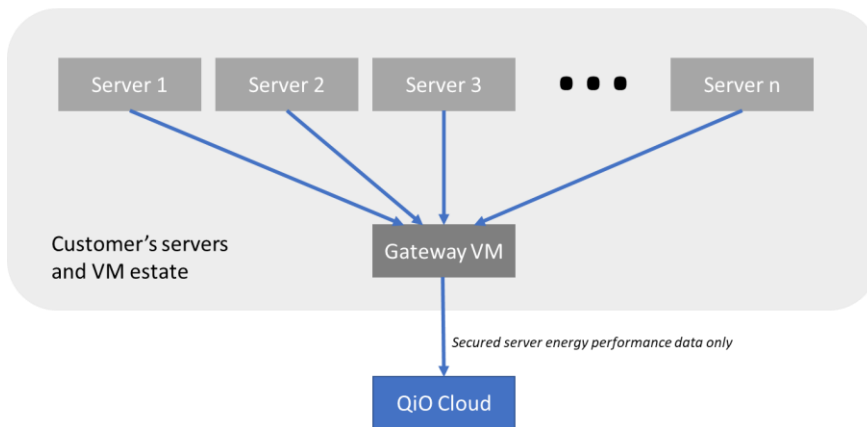 Server 1
Server 2
Server 3
Server n
Customer's servers
and VM estate
Gateway VM
Secured server energy performance data only
QiO Cloud